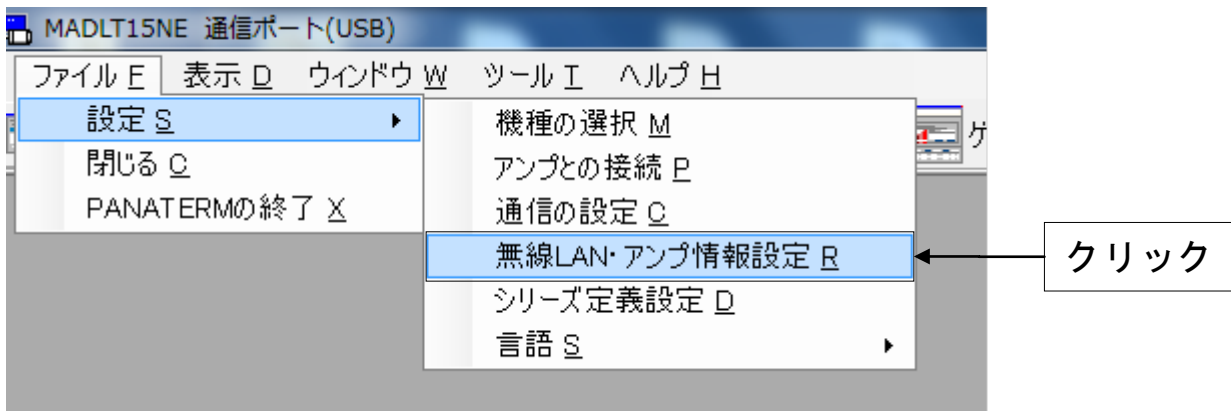 MADLT15NE 通信ポート(USB)
ファイル F 表示 D ウィンドウ W ツール T ヘルプ H
設定 S
閉じる C
PANATERMの終了 X
機種の選択 M
アンプとの接続 P
通信の設定 C
無線LAN・アンプ情報設定 R
シリーズ定義設定 D
言語 S
ゲ
クリック